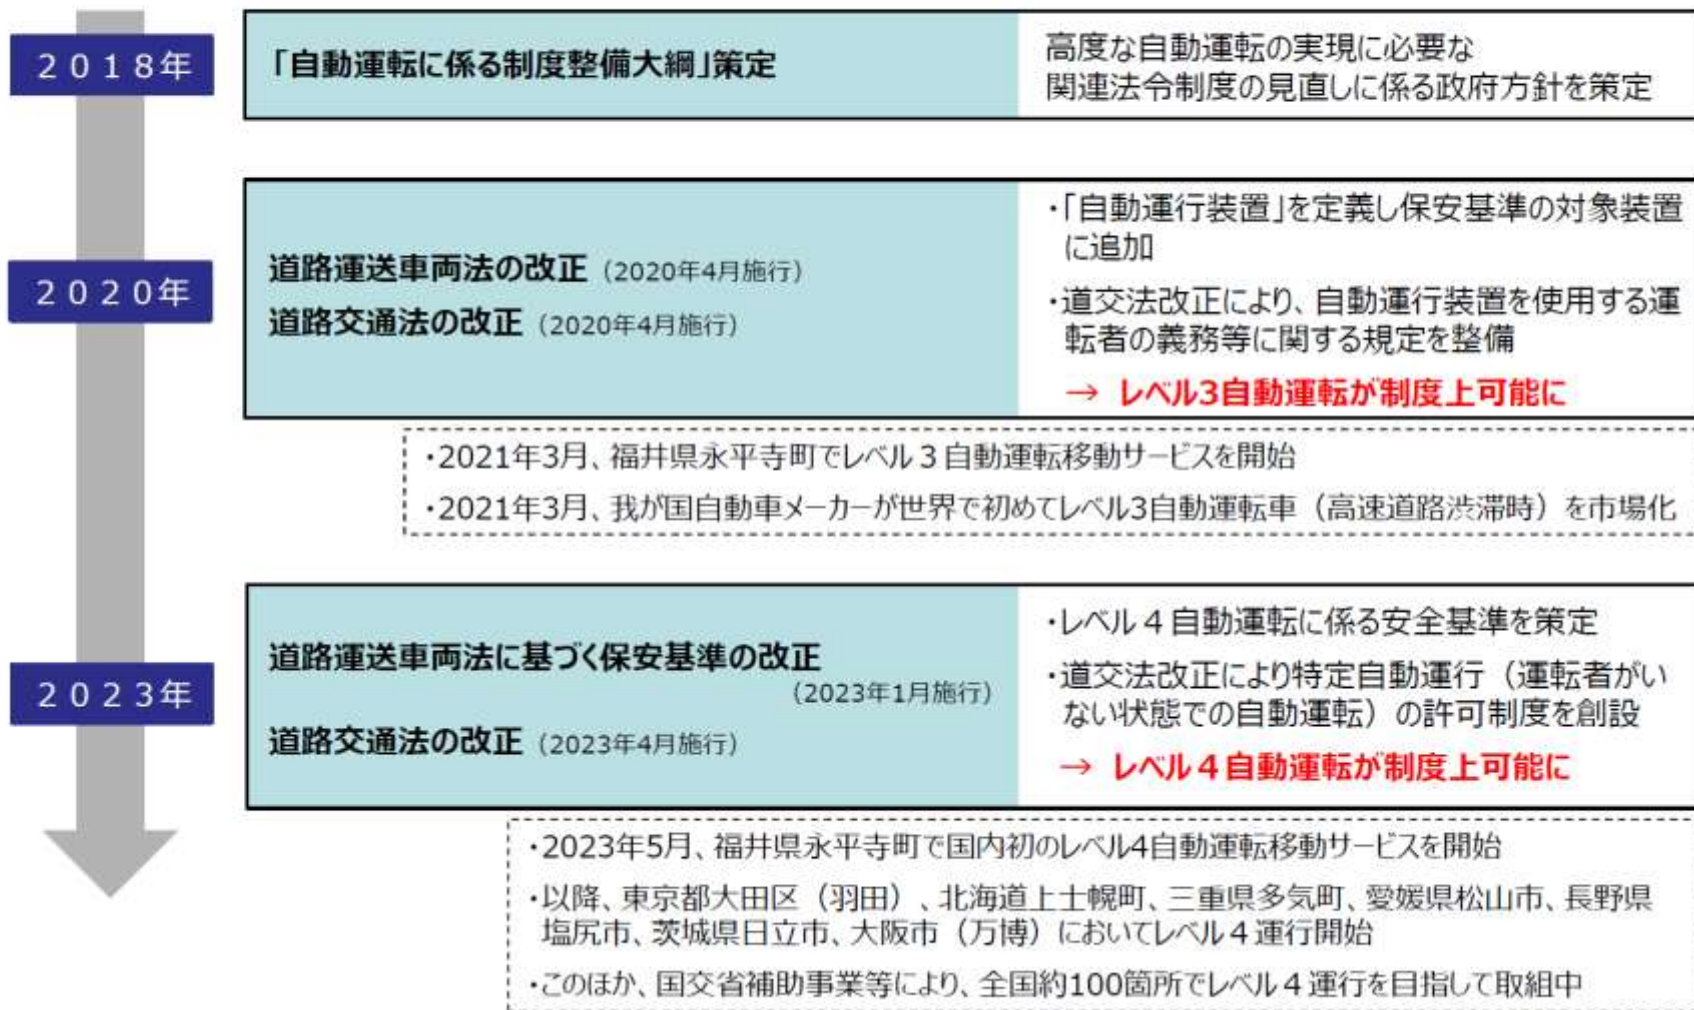 ２０１８年
「自動運転に係る制度整備大綱」策定
高度な自動運転の実現に必要な
関連法令制度の見直しに係る政府方針を策定
２０２０年
道路運送車両法の改正（2020年4月施行）
道路交通法の改正（2020年4月施行）
・「自動運行装置」を定義し保安基準の対象装置
に追加
・道交法改正により、自動運行装置を使用する運
転者の義務等に関する規定を整備
→ レベル3自動運転が制度上可能に
・2021年3月、福井県永平寺町でレベル３自動運転移動サービスを開始
・2021年3月、我が国自動車メーカーが世界で初めてレベル3自動運転車（高速道路渋滞時）を市場化
２０２３年
道路運送車両法に基づく保安基準の改正
（2023年1月施行）
道路交通法の改正（2023年4月施行）
・レベル４自動運転に係る安全基準を策定
・道交法改正により特定自動運行（運転者がい
ない状態での自動運転）の許可制度を創設
→ レベル４自動運転が制度上可能に
・2023年5月、福井県永平寺町で国内初のレベル4自動運転移動サービスを開始
・以降、東京都大田区（羽田）、北海道上士幌町、三重県多気町、愛媛県松山市、長野県
塩尻市、茨城県日立市、大阪市（万博）においてレベル４運行開始
・このほか、国交省補助事業等により、全国約100箇所でレベル４運行を目指して取組中